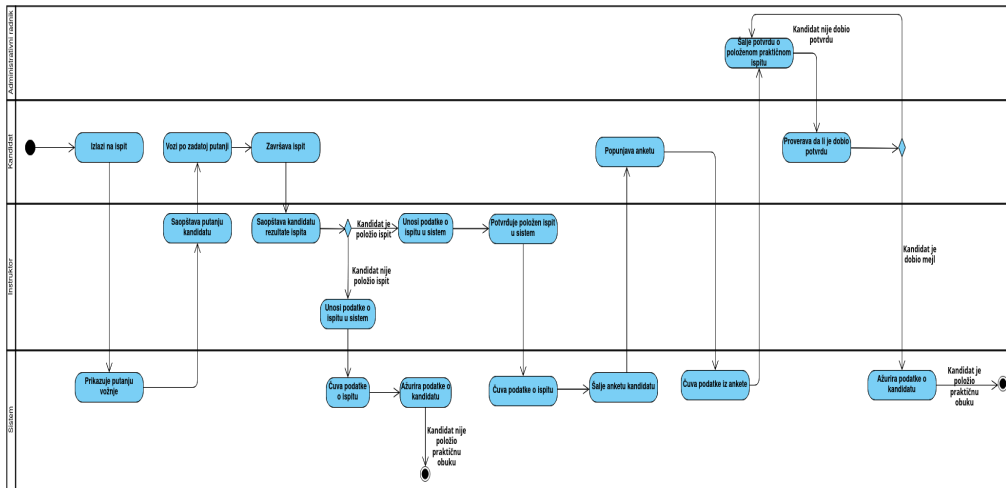 Administrativni radnik
Šalje potvrdu o
položenom praktičnom
ispitu
Kandidat nije dobio
potvrdu
Kandidat
Izlazi na ispit
Vozi po zadatoj putanji
Završava ispit
Popunjava anketu
Proverava da li je dobio
potvrdu
Instruktor
Saopštava putanju
kandidatu
Saopštava kandidatu
rezultate ispita
Kandidat je
položio ispit
Unosi podatke o
ispitu u sistem
Potvrđuje položen ispit
u sistem
Kandidat nije
položio ispit
Unosi podatke o
ispitu u sistem
Kandidat je
dobio mejl
Sistem
Prikazuje putanju
vožnje
Čuva podatke
o ispitu
Ažurira podatke o
kandidatu
Kandidat nije
položio
praktičnu
obuku
Čuva podatke o ispitu
Šalje anketu kandidatu
Čuva podatke iz ankete
Ažurira podatke o
kandidatu
Kandidat je
položio
praktičnu
obuku